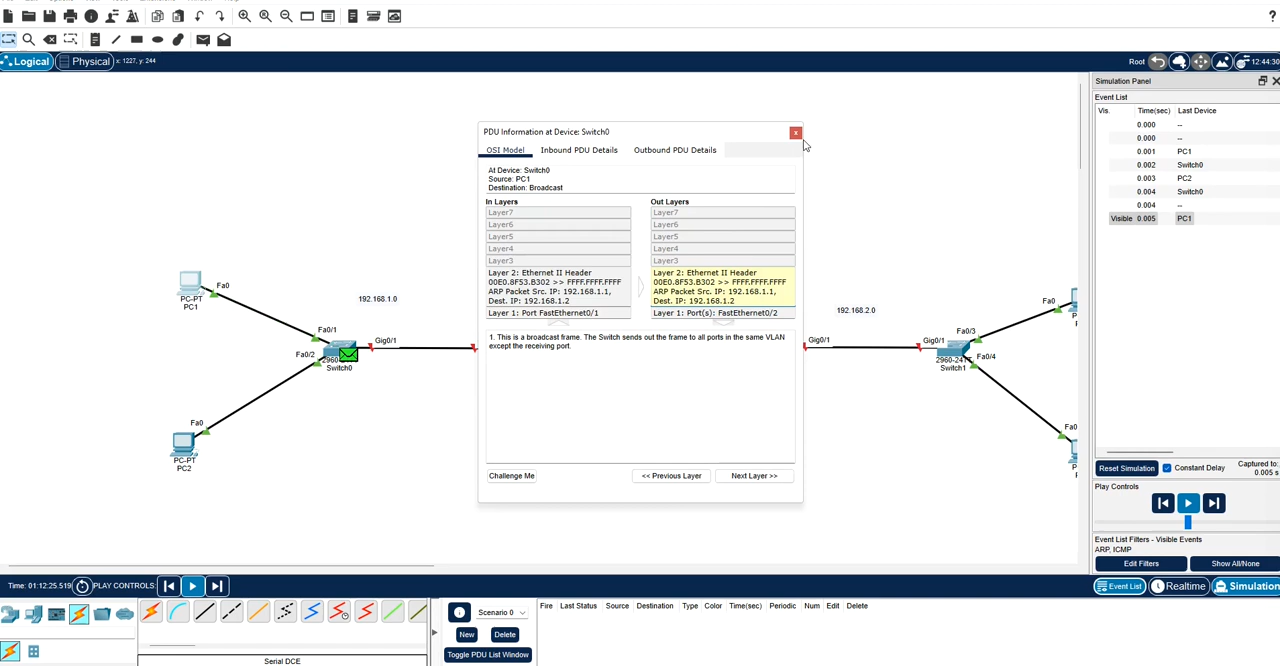 Logical
Physical
x: 1227, y: 244
Root
12:44:30
Simulation Panel
Event List
Vis.
Time(sec)
Last Device
0.000
--
0.000
--
0.001
PC1
0.002
Switch0
0.003
PC2
0.004
Switch0
0.004
--
Visible
0.005
PC1
PDU Information at Device: Switch0
x
OSI Model
Inbound PDU Details
Outbound PDU Details
At Device: Switch0
Source: PC1
Destination: Broadcast
In Layers
Layer7
Layer6
Layer5
Layer4
Layer3
Layer 2: Ethernet II Header
00E0.8F53.B302 >> FFFF.FFFF.FFFF
ARP Packet Src. IP: 192.168.1.1,
Dest. IP: 192.168.1.2
Layer 1: Port FastEthernet0/1
Out Layers
Layer7
Layer6
Layer5
Layer4
Layer3
Layer 2: Ethernet II Header
00E0.8F53.B302 >> FFFF.FFFF.FFFF
ARP Packet Src. IP: 192.168.1.1,
Dest. IP: 192.168.1.2
Layer 1: Port(s): FastEthernet0/2
1. This is a broadcast frame. The Switch sends out the frame to all ports in the same VLAN
except the receiving port.
Challenge Me
<< Previous Layer
Next Layer >>
Fa0
PC-PT
PC1
192.168.1.0
Fa0/1
Gig0/1
Fa0/2
Switch0
Fa0
PC-PT
PC2
192.168.2.0
Gig0/1
Gig0/1
Fa0/3
Fa0
Fa0/4
Switch1
Fa0
Reset Simulation
Constant Delay
Captured to:
0.005 s
Play Controls
Event List Filters - Visible Events
ARP, ICMP
Edit Filters
Show All/None
Time: 01:12:25.519
PLAY CONTROLS:
Event List
Realtime
Simulation
Scenario 0
New
Delete
Toggle PDU List Window
Fire
Last Status
Source
Destination
Type
Color
Time(sec)
Periodic
Num
Edit
Delete
Serial DCE